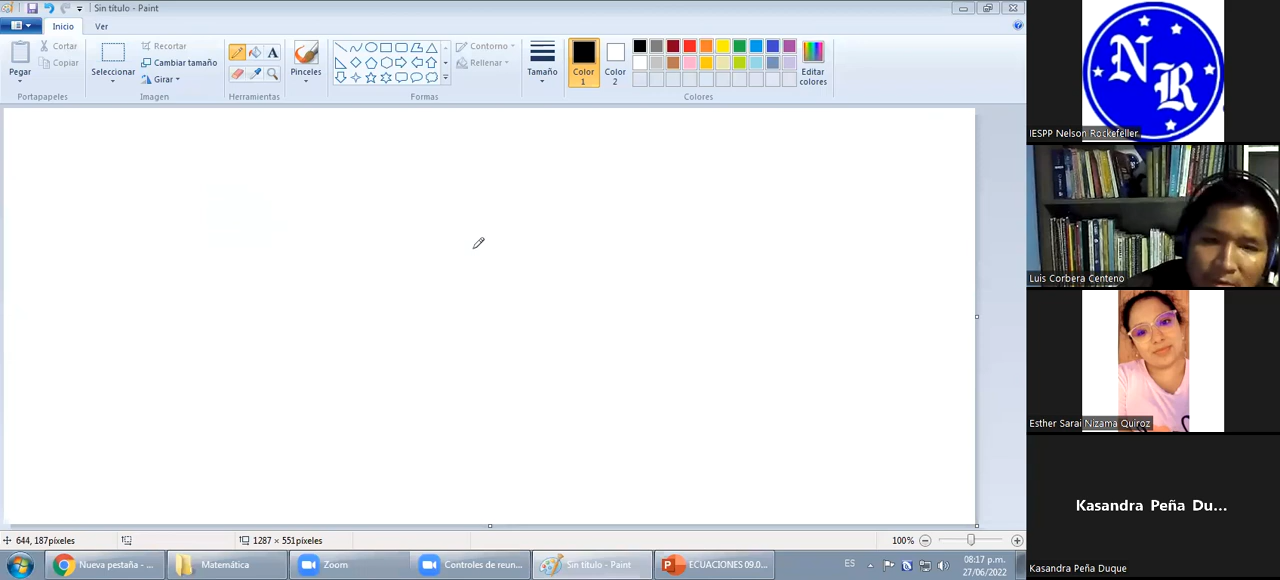 Sin título - Paint
Inicio
Ver
Pegar
Cortar
Copiar
Portapapeles
Seleccionar
Recortar
Cambiar tamaño
Girar
Imagen
A
Herramientas
Pinceles
Contorno
Rellenar
Formas
Tamaño
Color
1
Color
2
Editar
colores
Colores
NR
IESPP Nelson Rockefeller
Luis Corbera Centeno
Esther Sarai Nizama Quiroz
Kasandra Peña Du...
Kasandra Peña Duque
644, 187píxeles
1287 × 551píxeles
100%
Nueva pestaña - ...
Matemática
Zoom
Controles de reun...
Sin título - Paint
ECUACIONES 09.0...
ES
08:17 p.m.
27/06/2022